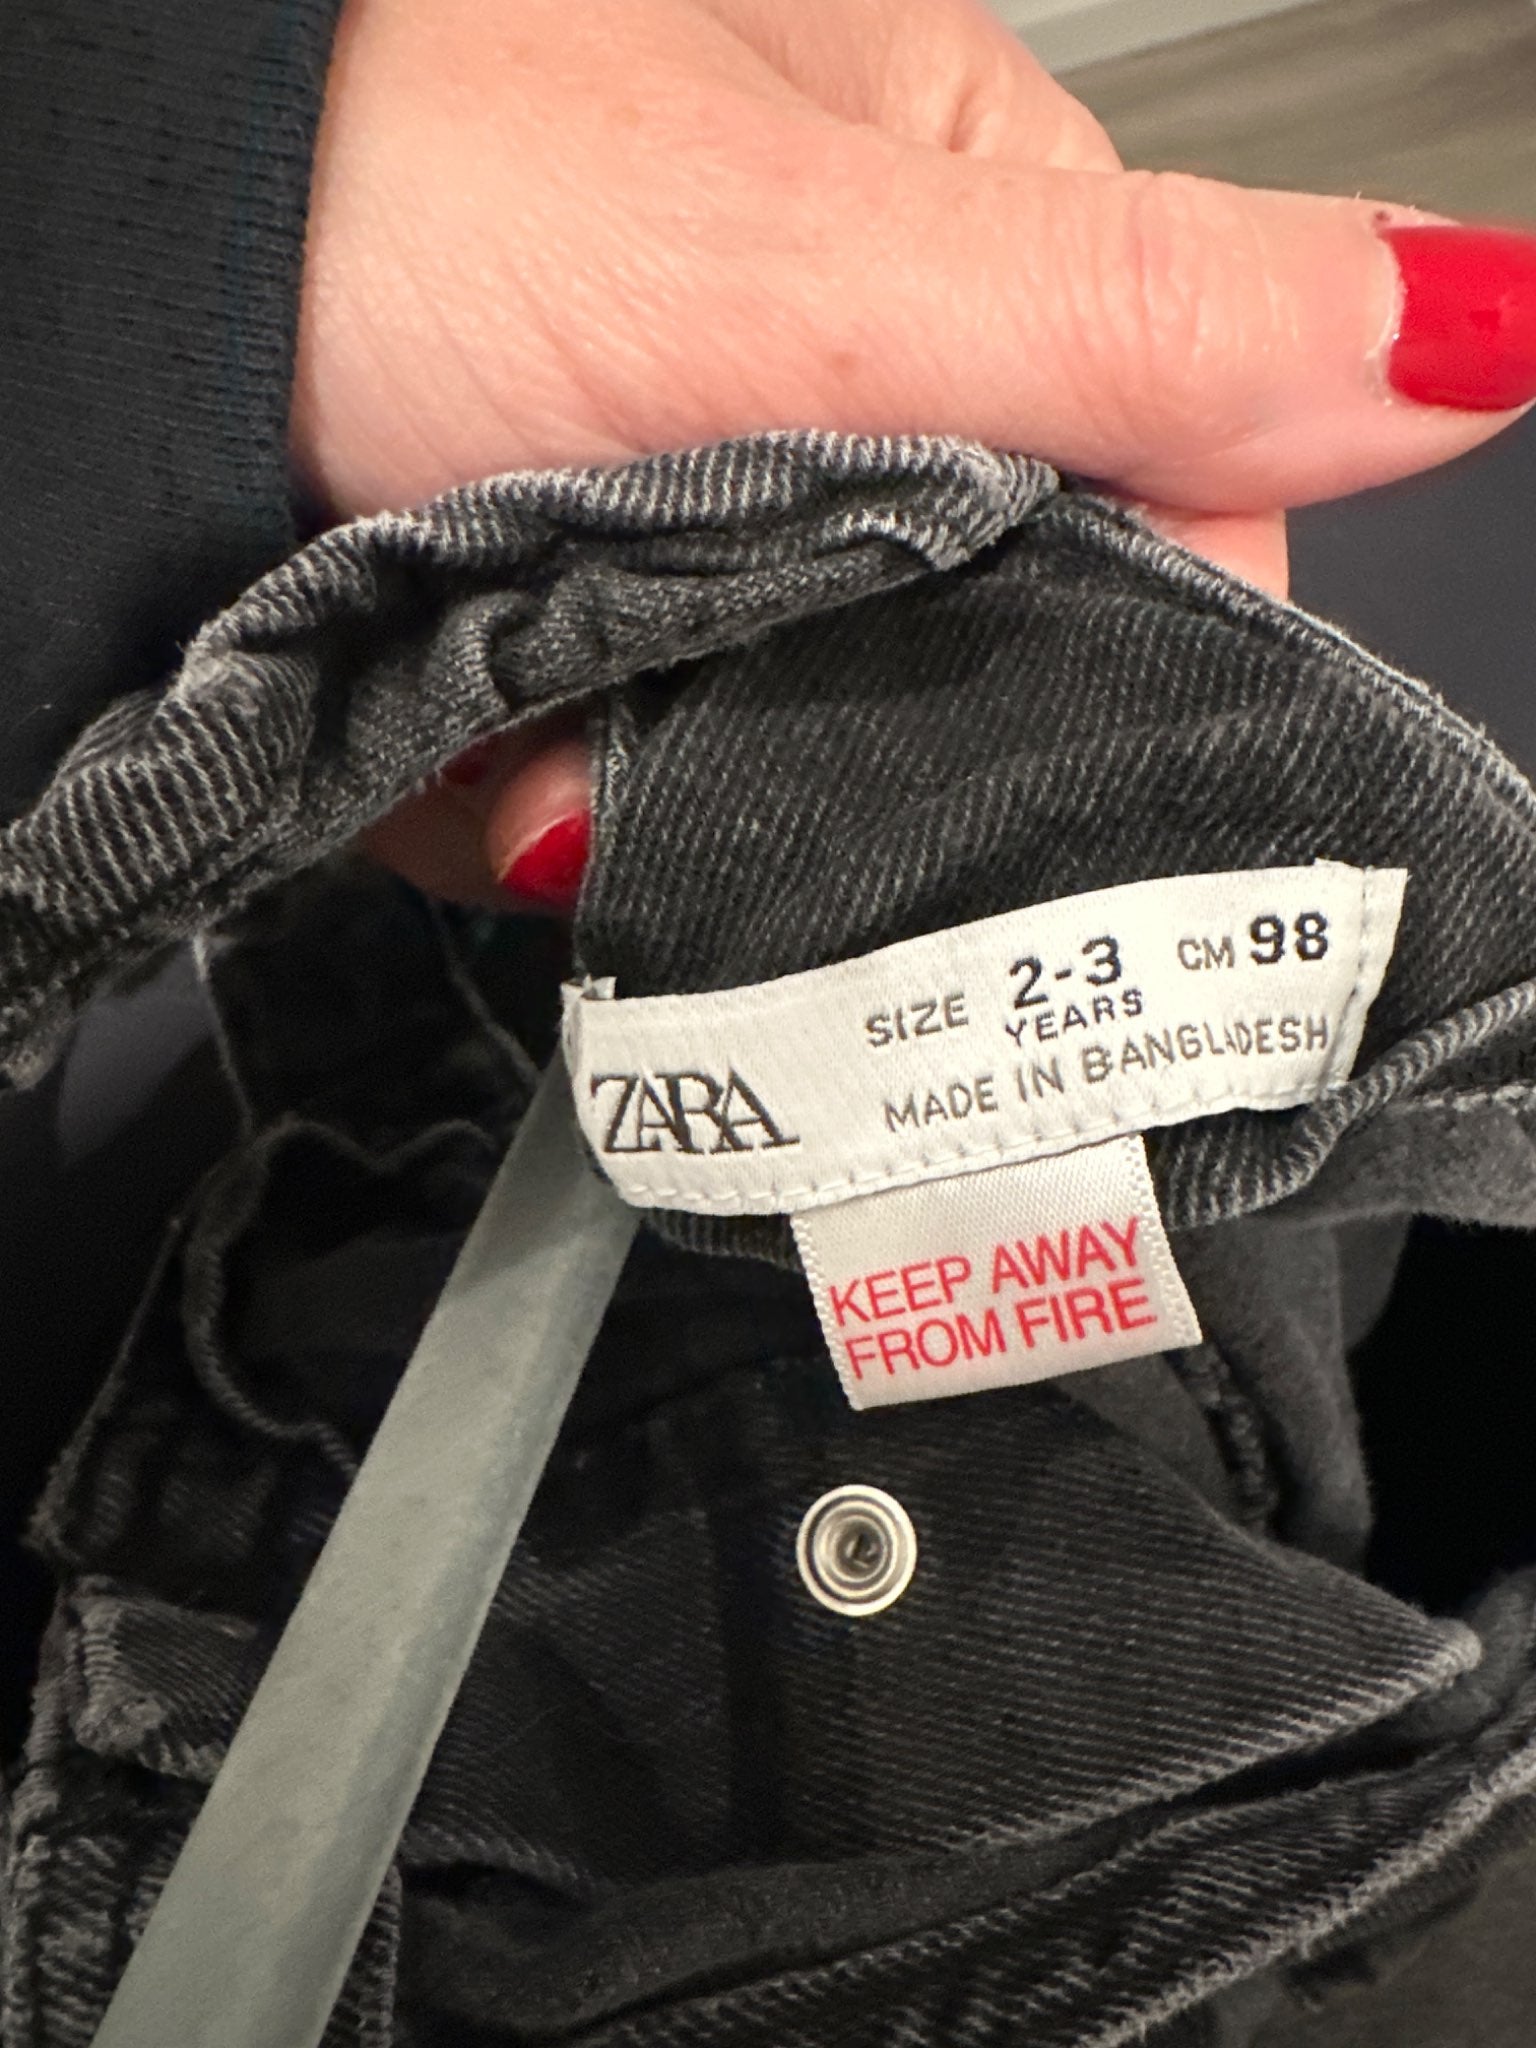 ZARA
SIZE 2-3 CM 98
YEARS
MADE IN BANGLADESH
KEEP AWAY
FROM FIRE